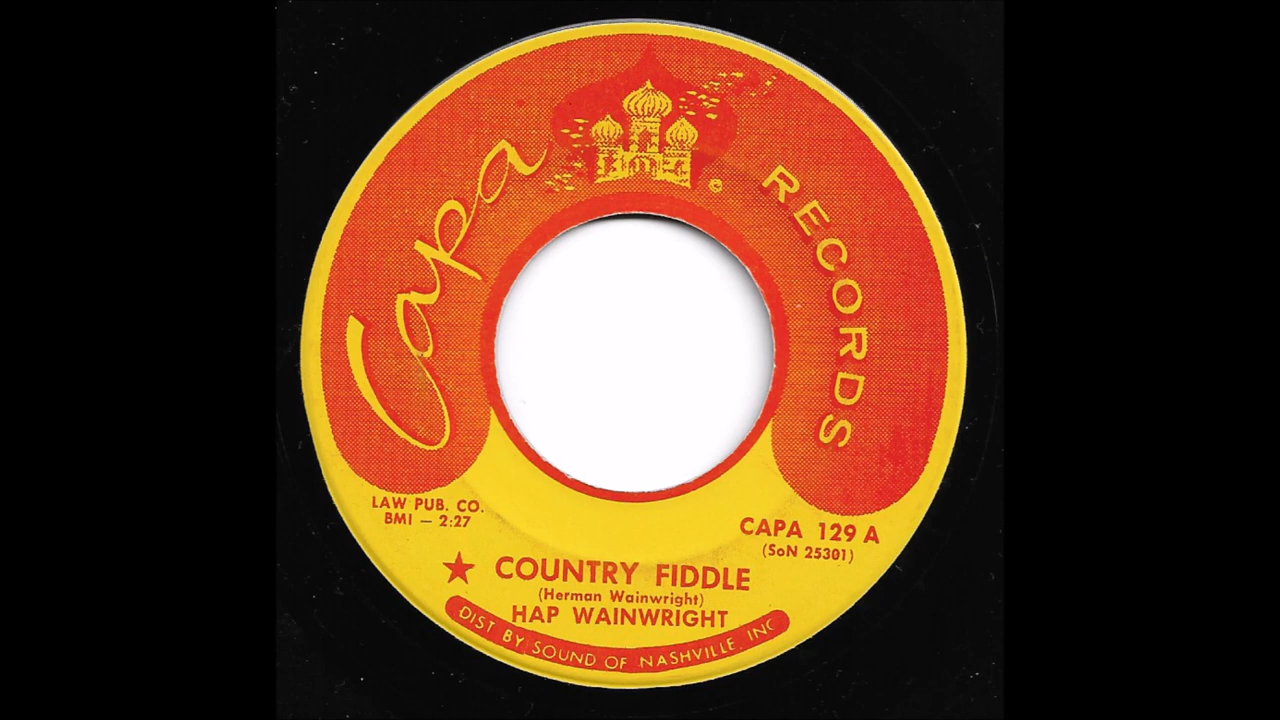 Capa
RECORDS
©
LAW PUB. CO.
BMI – 2:27
CAPA 129 A
(SoN 25301)
★ COUNTRY FIDDLE
(Herman Wainwright)
HAP WAINWRIGHT
DIST BY SOUND OF NASHVILLE, INC